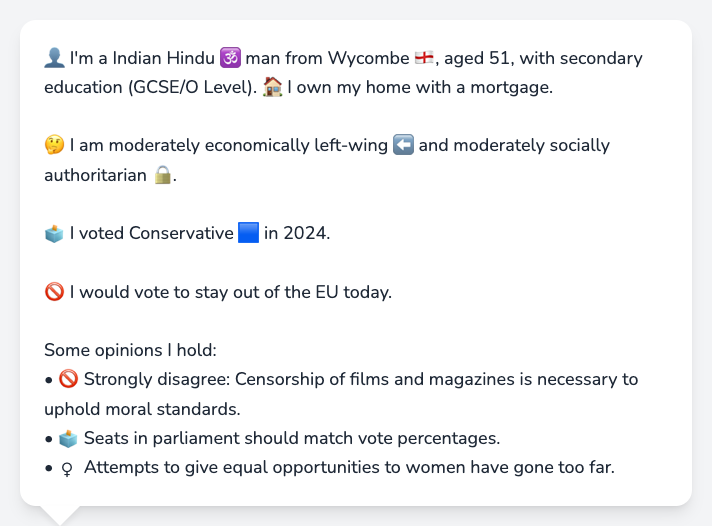 👤 I'm a Indian Hindu 🕉️ man from Wycombe 🏴󠁧󠁢󠁥󠁮󠁧󠁿, aged 51, with secondary
education (GCSE/O Level). 🏠 I own my home with a mortgage.
🤔 I am moderately economically left-wing ⬅️ and moderately socially
authoritarian 🔒.
🗳️ I voted Conservative 🟦 in 2024.
🚫 I would vote to stay out of the EU today.
Some opinions I hold:
• 🚫 Strongly disagree: Censorship of films and magazines is necessary to
uphold moral standards.
• 🗳️ Seats in parliament should match vote percentages.
• ♀ Attempts to give equal opportunities to women have gone too far.